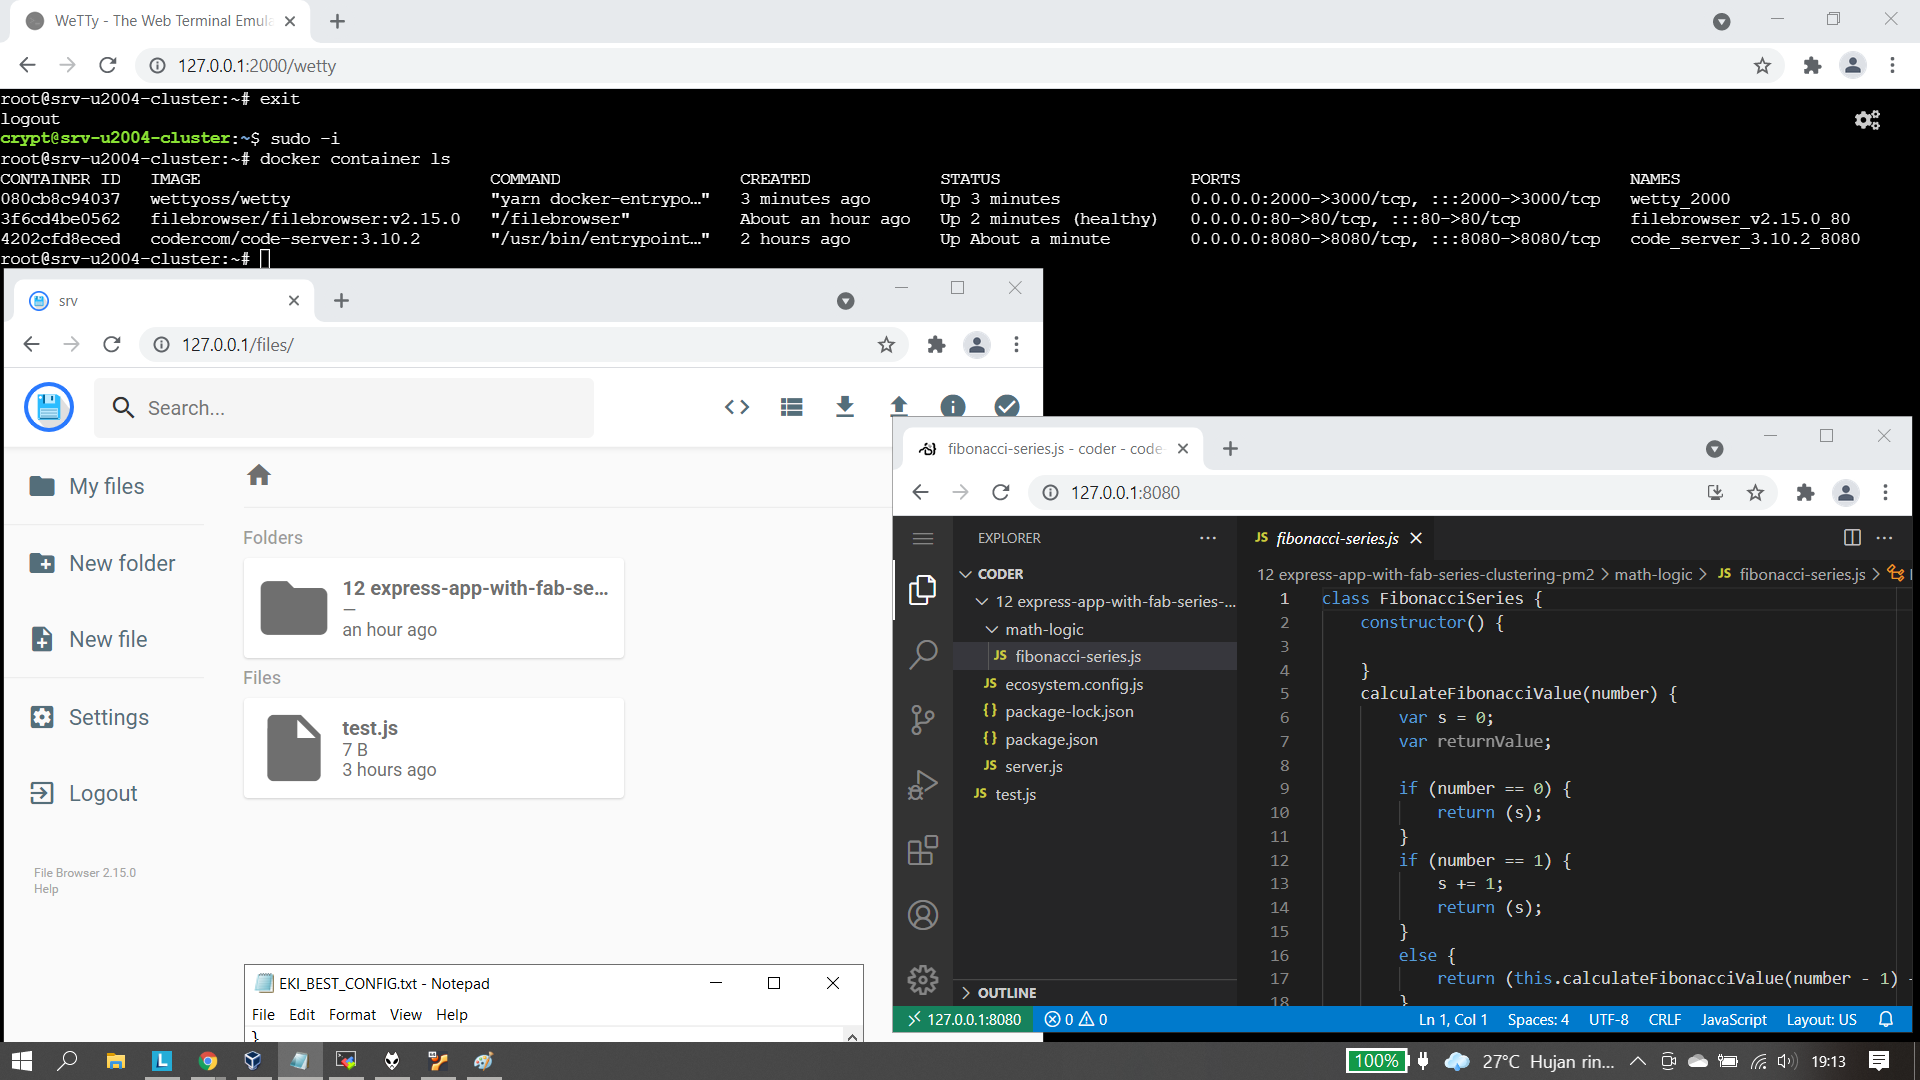 WeTTy - The Web Terminal Emula
127.0.0.1:2000/wetty
root@srv-u2004-cluster:~# exit
logout
crypt@srv-u2004-cluster:~$ sudo -i
root@srv-u2004-cluster:~# docker container ls
CONTAINER ID IMAGE COMMAND CREATED STATUS PORTS NAMES
080cb8c94037 wettyoss/wetty "yarn docker-entrypo…" 3 minutes ago Up 3 minutes 0.0.0.0:2000->3000/tcp, :::2000->3000/tcp wetty_2000
3f6cd4be0562 filebrowser/filebrowser:v2.15.0 "/filebrowser" About an hour ago Up 2 minutes (healthy) 0.0.0.0:80->80/tcp, :::80->80/tcp filebrowser_v2.15.0_80
4202cfd8eced codercom/code-server:3.10.2 "/usr/bin/entrypoint…" 2 hours ago Up About a minute 0.0.0.0:8080->8080/tcp, :::8080->8080/tcp code_server_3.10.2_8080
root@srv-u2004-cluster:~#
srv
127.0.0.1/files/
Search...
My files
New folder
New file
Settings
Logout
File Browser 2.15.0
Help
Folders
12 express-app-with-fab-se...
—
an hour ago
Files
test.js
7 B
3 hours ago
EKI_BEST_CONFIG.txt - Notepad
File Edit Format View Help
}
fibonacci-series.js - coder - code-
127.0.0.1:8080
EXPLORER
CODER
12 express-app-with-fab-series-...
math-logic
JS fibonacci-series.js
JS ecosystem.config.js
{} package-lock.json
{} package.json
JS server.js
JS test.js
OUTLINE
JS fibonacci-series.js
12 express-app-with-fab-series-clustering-pm2 > math-logic > JS fibonacci-series.js >
1 class FibonacciSeries {
2 constructor() {
3
4 }
5 calculateFibonacciValue(number) {
6 var s = 0;
7 var returnValue;
8
9 if (number == 0) {
10 return (s);
11 }
12 if (number == 1) {
13 s += 1;
14 return (s);
15 }
16 else {
17 return (this.calculateFibonacciValue(number - 1)
18 }
127.0.0.1:8080 0 0 Ln 1, Col 1 Spaces: 4 UTF-8 CRLF JavaScript Layout: US
100% 27°C Hujan rin... 19:13